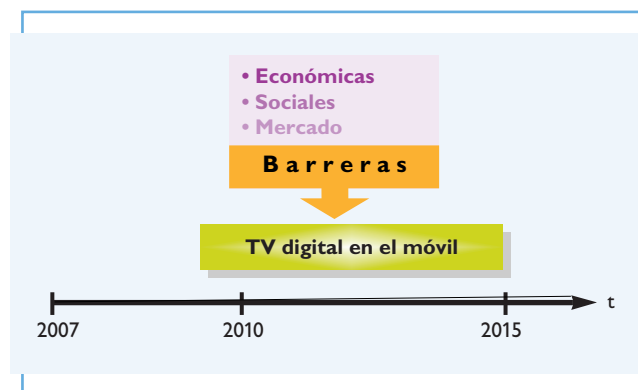 • Económicas
• Sociales
• Mercado
Barreras
TV digital en el móvil
t
2007 2010 2015